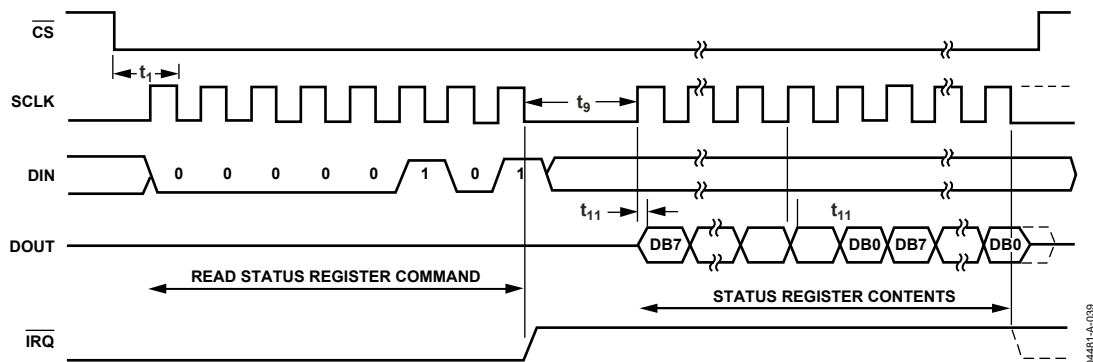 CS
t1
SCLK
t9
DIN
0 0 0 0 0 1 0 1
t11
t11
DOUT
DB7 DB0 DB7 DB0
READ STATUS REGISTER COMMAND
STATUS REGISTER CONTENTS
IRQ
04481-A-039